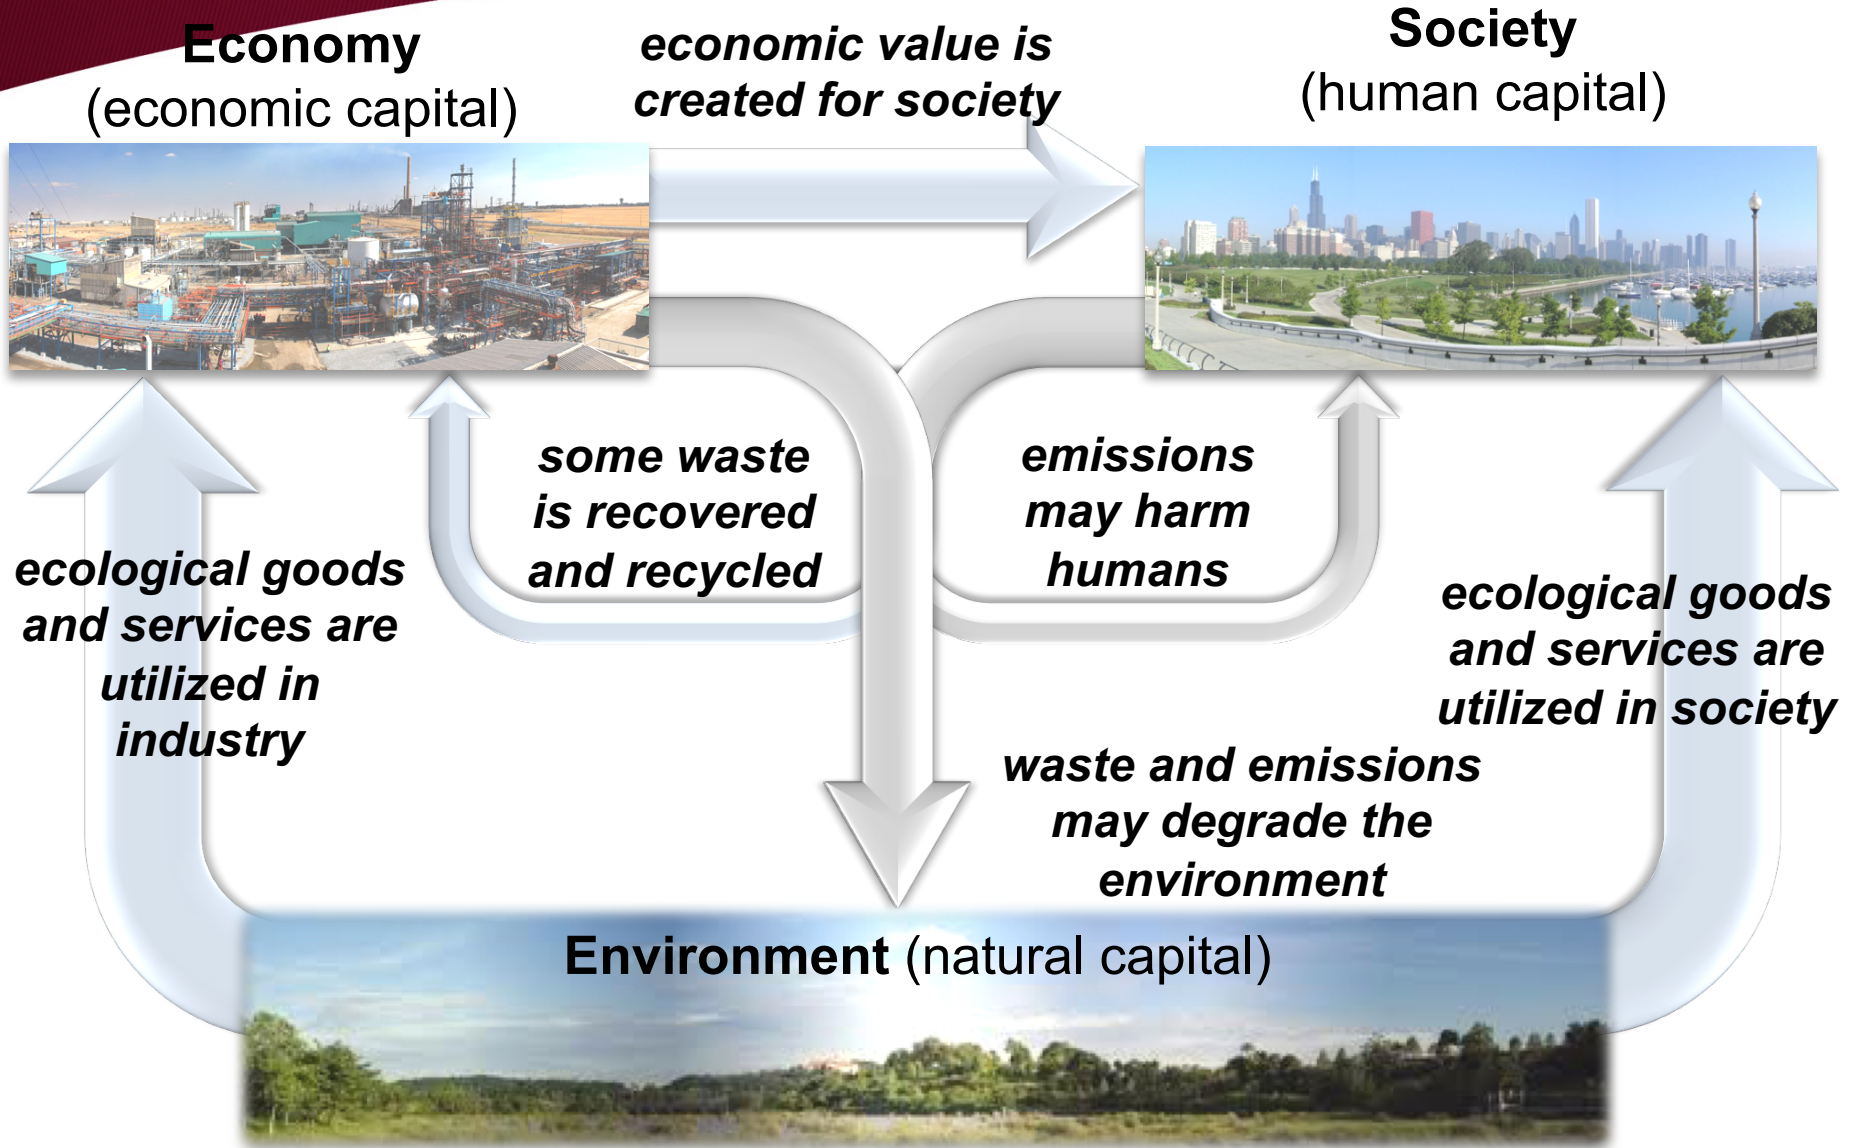 Economy
(economic capital)
economic value is
created for society
Society
(human capital)
some waste
is recovered
and recycled
emissions
may harm
humans
ecological goods
and services are
utilized in
industry
ecological goods
and services are
utilized in society
waste and emissions
may degrade the
environment
Environment (natural capital)